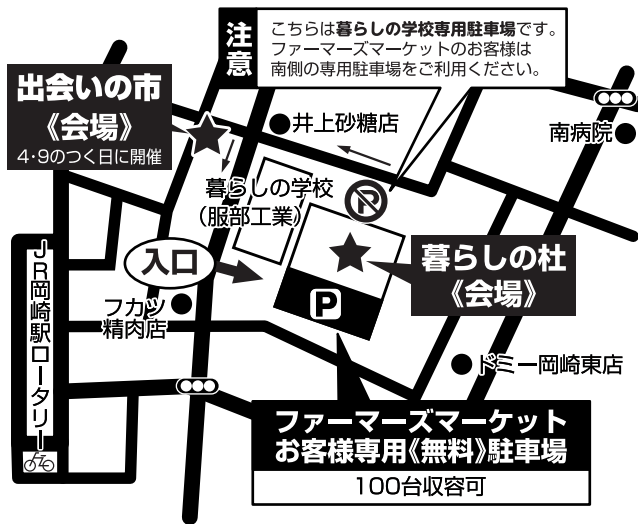 注意
こちらは暮らしの学校専用駐車場です。
ファーマーズマーケットのお客様は
南側の専用駐車場をご利用ください。
出会いの市
《会場》
4・9のつく日に開催
井上砂糖店
南病院
暮らしの学校
（服部工業）
入口
暮らしの杜
《会場》
P
P
JR岡崎駅ロータリー
フカツ
精肉店
ドミー岡崎東店
ファーマーズマーケット
お客様専用《無料》駐車場
100台収容可